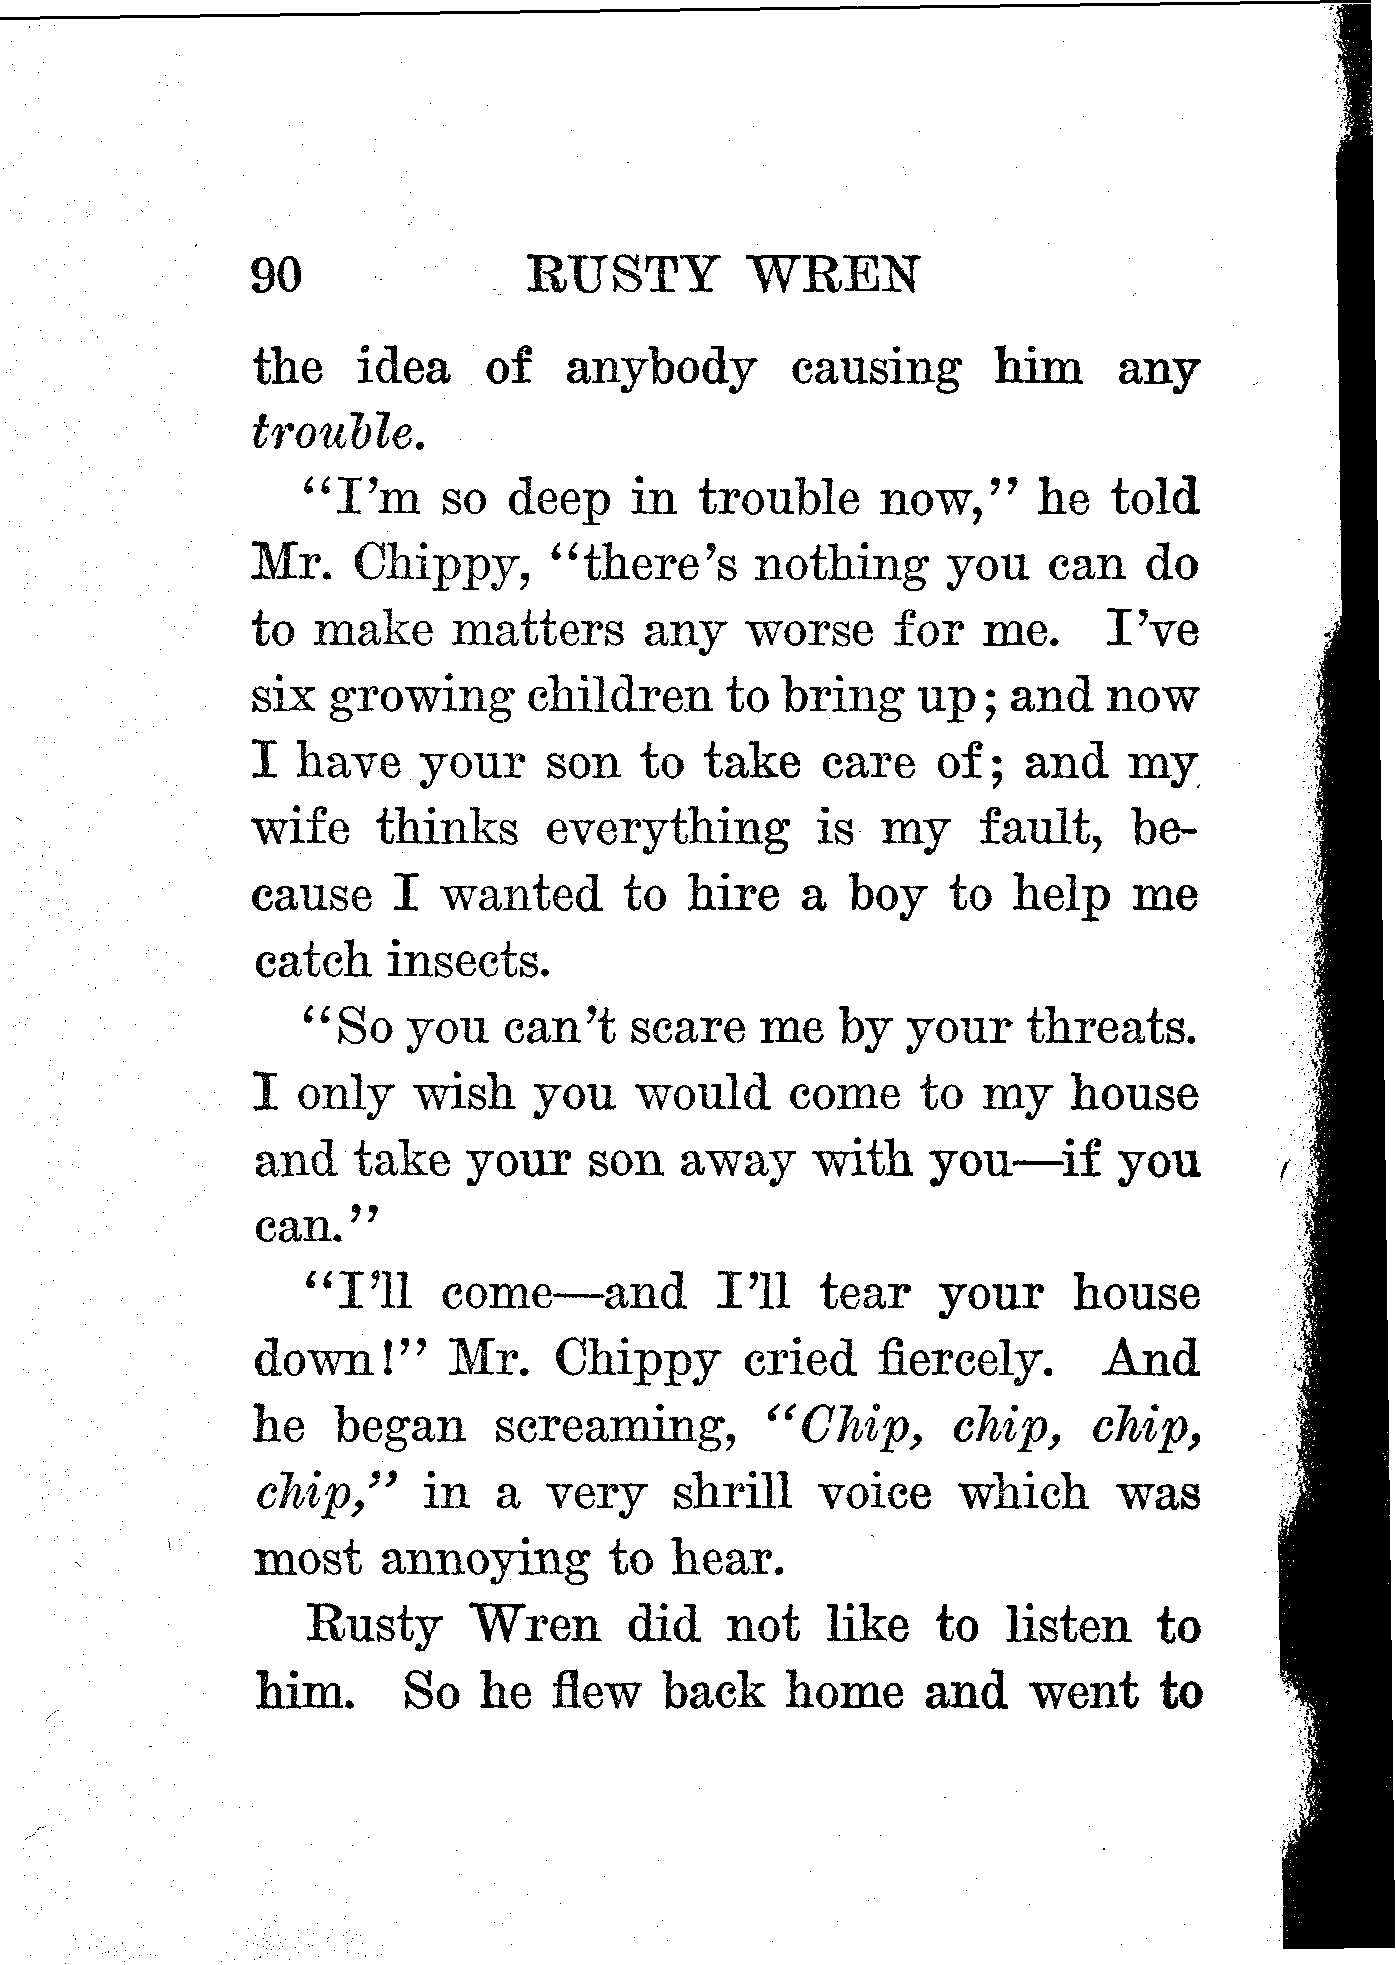 90 RUSTY WREN
the idea of anybody causing him any
trouble.
"I'm so deep in trouble now," he told
Mr. Chippy, "there's nothing you can do
to make matters any worse for me. I've
six growing children to bring up; and now
I have your son to take care of; and my
wife thinks everything is my fault, be-
cause I wanted to hire a boy to help me
catch insects.
"So you can't scare me by your threats.
I only wish you would come to my house
and take your son away with you—if you
can."
"I'll come—and I'll tear your house
down!" Mr. Chippy cried fiercely. And
he began screaming, "Chip, chip, chip,
chip," in a very shrill voice which was
most annoying to hear.
Rusty Wren did not like to listen to
him. So he flew back home and went to